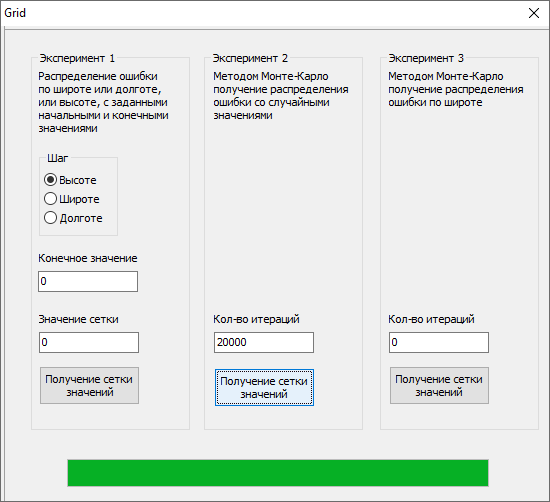 Grid
Эксперимент 1
Распределение ошибки
по широте или долготе,
или высоте, с заданными
начальными и конечными
значениями
Шаг
Высоте
Широте
Долготе
Конечное значение
0
Значение сетки
0
Получение сетки
значений
Эксперимент 2
Методом Монте-Карло
получение распределения
ошибки со случайными
значениями
Кол-во итераций
20000
Получение сетки
значений
Эксперимент 3
Методом Монте-Карло
получение распределения
ошибки по широте
Кол-во итераций
0
Получение сетки
значений